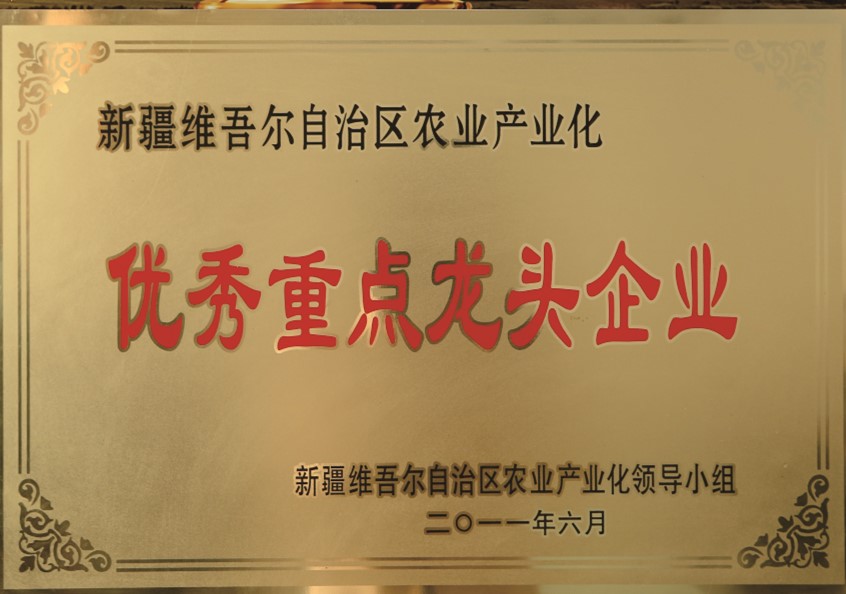 新疆维吾尔自治区农业产业化
优秀重点龙头企业
新疆维吾尔自治区农业产业化领导小组
二〇一一年六月